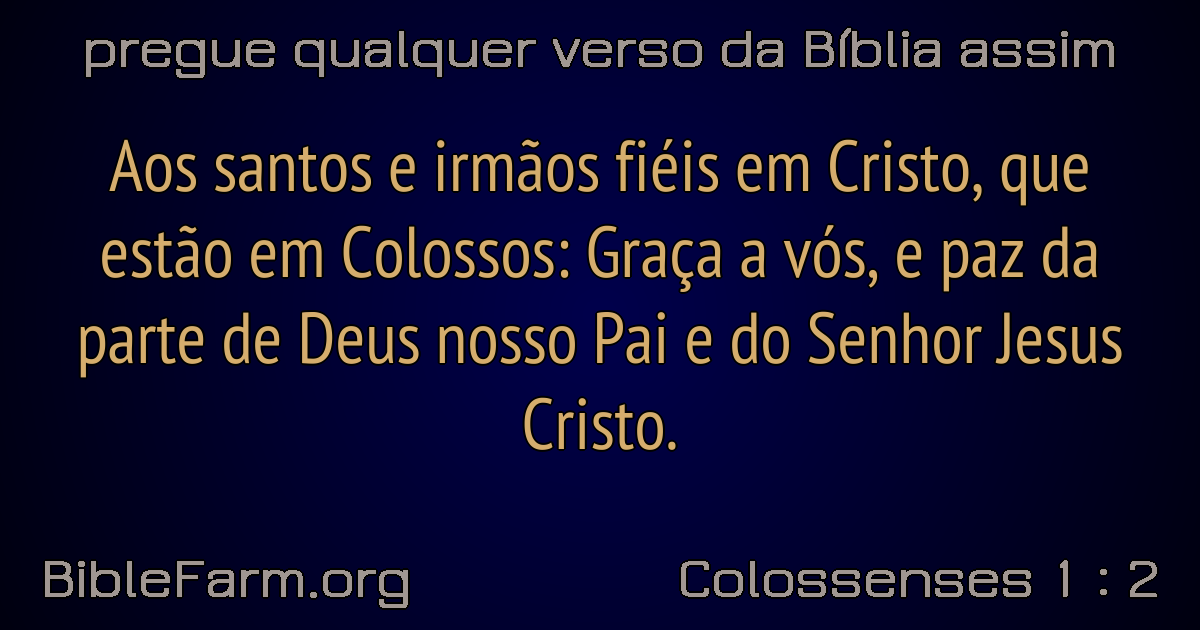 pregue qualquer verso da Bíblia assim
Aos santos e irmãos fiéis em Cristo, que
estão em Colossos: Graça a vós, e paz da
parte de Deus nosso Pai e do Senhor Jesus
Cristo.
BibleFarm.org
Colossenses 1 : 2